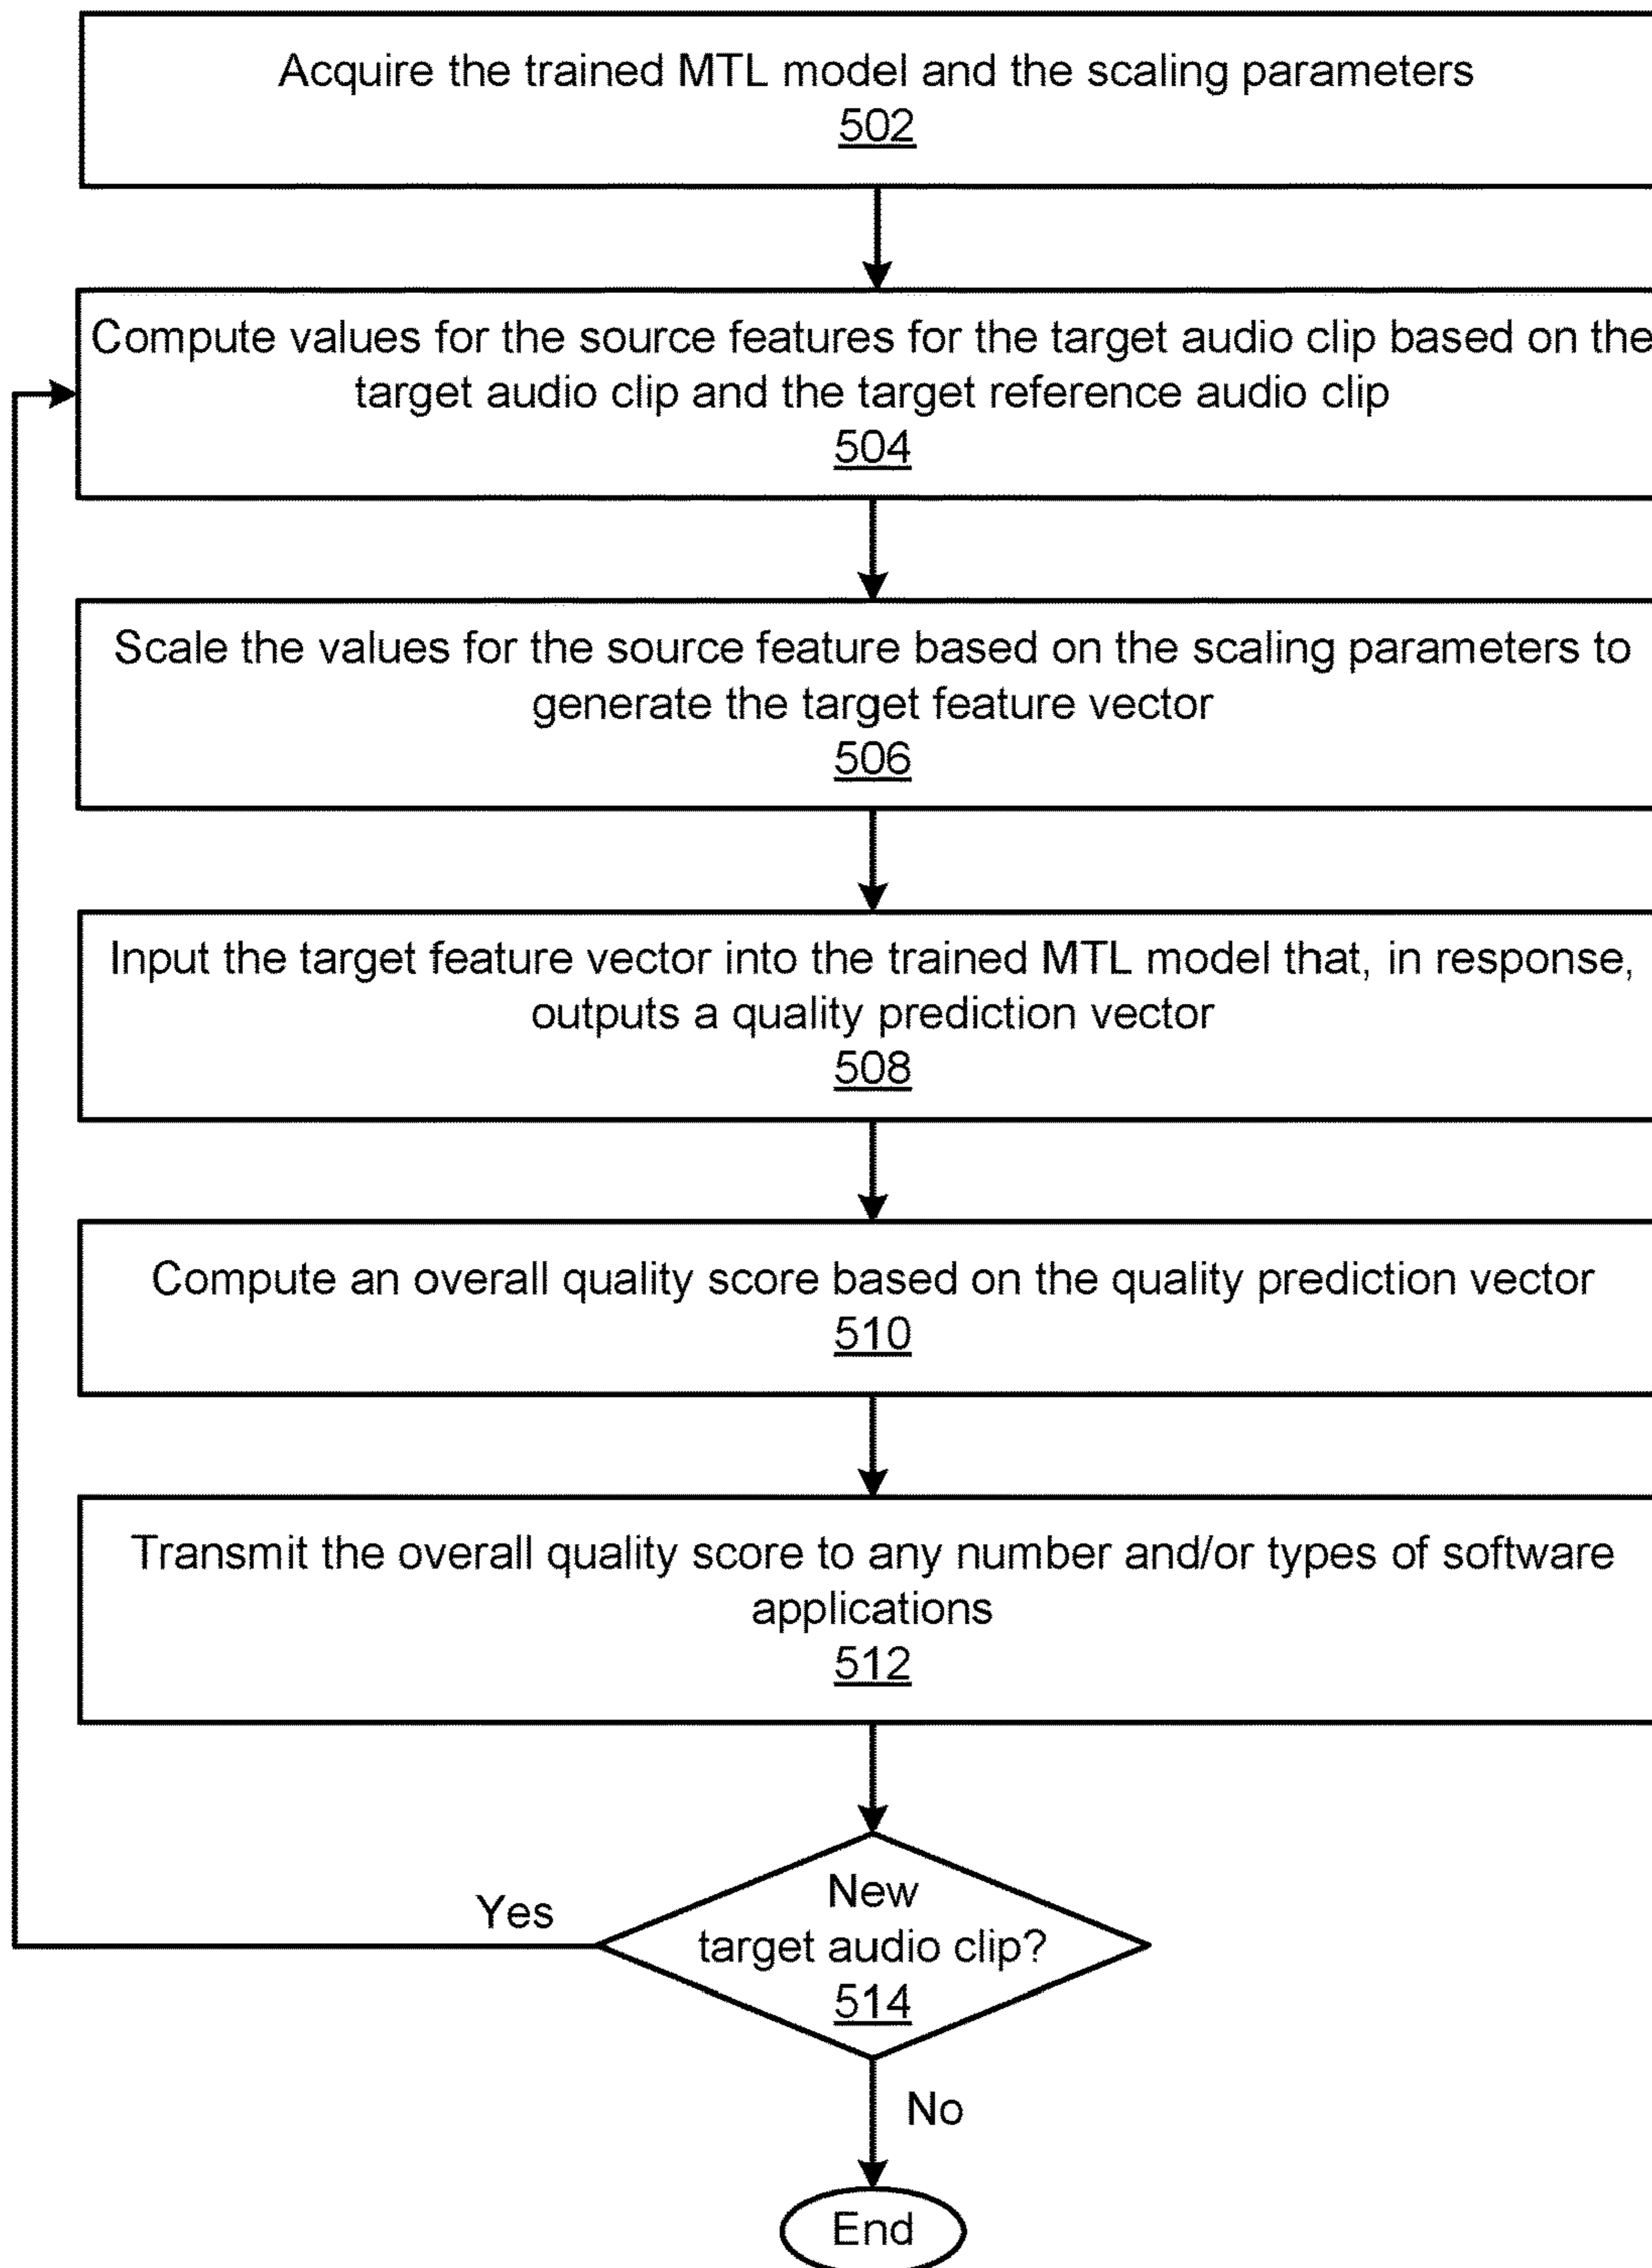 Acquire the trained MTL model and the scaling parameters
502
Compute values for the source features for the target audio clip based on the
target audio clip and the target reference audio clip
504
Scale the values for the source feature based on the scaling parameters to
generate the target feature vector
506
Input the target feature vector into the trained MTL model that, in response,
outputs a quality prediction vector
508
Compute an overall quality score based on the quality prediction vector
510
Transmit the overall quality score to any number and/or types of software
applications
512
New
target audio clip?
514
Yes
No
End